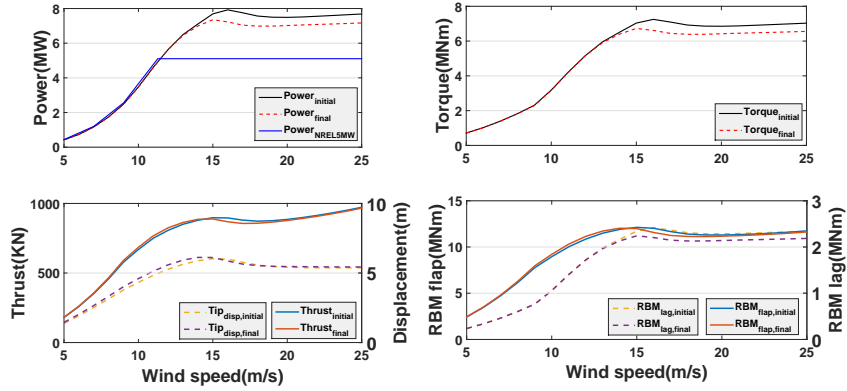 8
6
4
2
0
Power(MW)
Power initial
Power final
Power NREL5MW
5
10
15
20
25
8
6
4
2
0
Torque(MNm)
Torque initial
Torque final
5
10
15
20
25
1000
500
0
Thrust(KN)
10
5
0
Displacement(m)
Tip disp,initial
Tip disp,final
Thrust initial
Thrust final
5
10
15
20
25
Wind speed(m/s)
15
10
5
0
RBM flap(MNm)
3
2
1
0
RBM lag(MNm)
RBM lag,initial
RBM lag,final
RBM flap,initial
RBM flap,final
5
10
15
20
25
Wind speed(m/s)